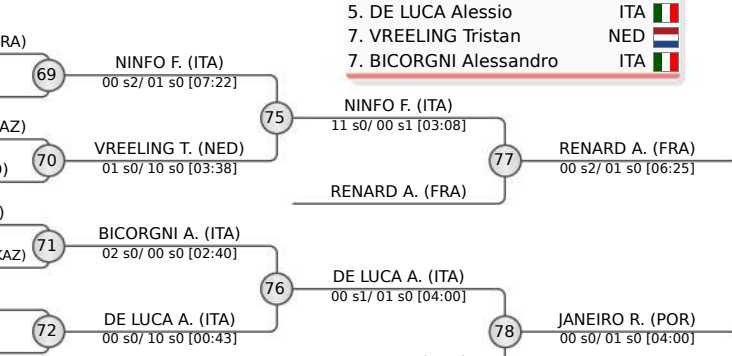 5. DE LUCA Alessio ITA
7. VREELING Tristan NED
7. BICORGNI Alessandro ITA
RA)
69
NINFO F. (ITA)
00 s2/ 01 s0 [07:22]
75
NINFO F. (ITA)
11 s0/ 00 s1 [03:08]
AZ)
70
VREELING T. (NED)
01 s0/ 10 s0 [03:38]
)
77
RENARD A. (FRA)
00 s2/ 01 s0 [06:25]
RENARD A. (FRA)
)
71
BICORGNI A. (ITA)
02 s0/ 00 s0 [02:40]
KAZ)
76
DE LUCA A. (ITA)
00 s1/ 01 s0 [04:00]
72
DE LUCA A. (ITA)
00 s0/ 10 s0 [00:43]
78
JANEIRO R. (POR)
00 s0/ 01 s0 [04:00]